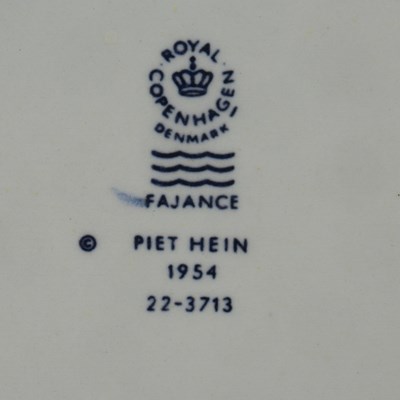 ROYAL
COPENHAGEN
DENMARK
FAJANCE
© PIET HEIN
1954
22-3713